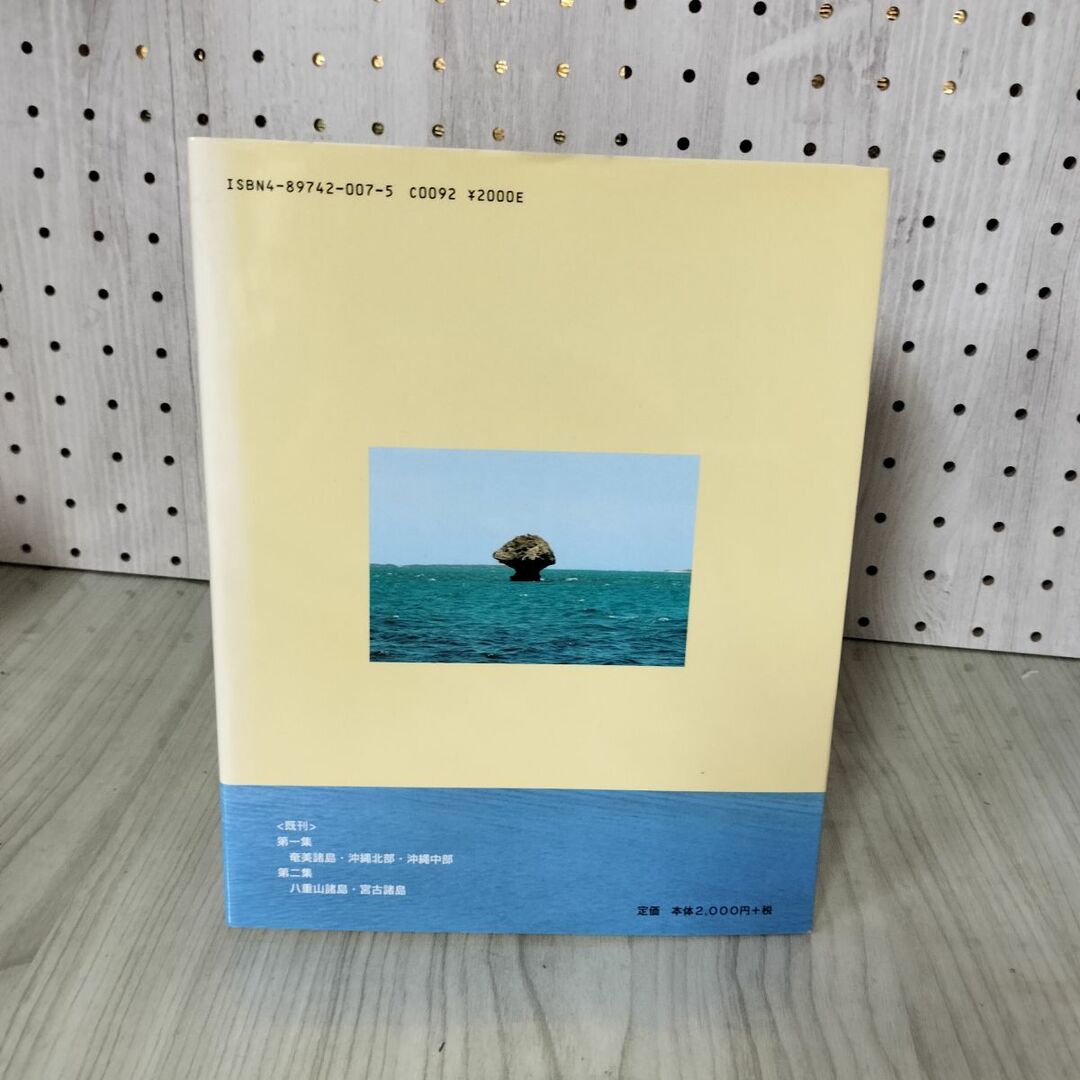 ISBN4-89742-007-5 C0092 ¥2000E
<既刊>
第一集
奄美諸島・沖縄北部・沖縄中部
第二集
八重山諸島・宮古諸島
定価 本体2,000円+税